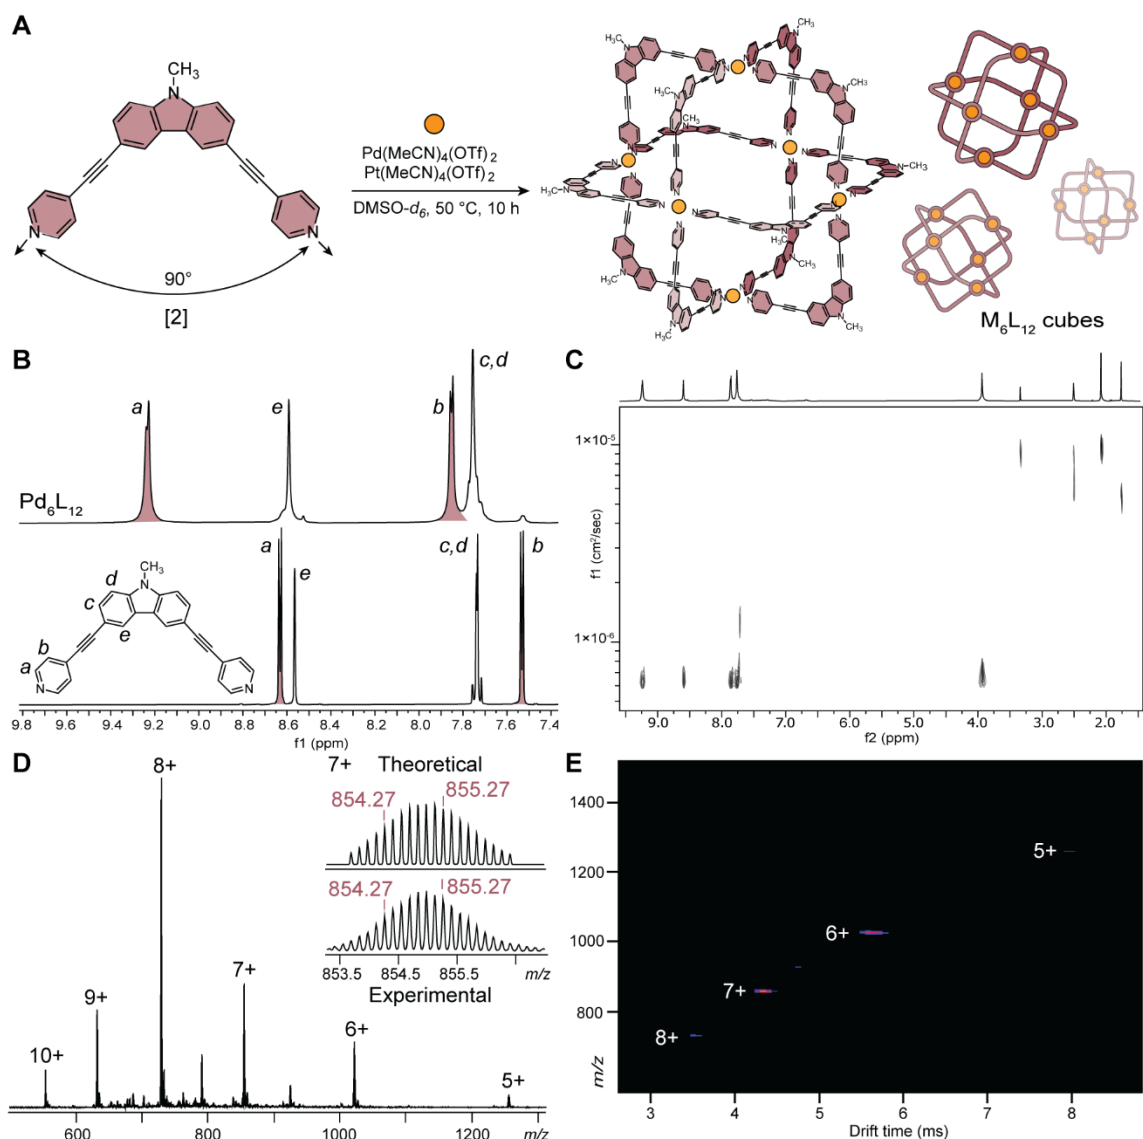 A
CH3
N
N
N
90°
[2]
Pd(MeCN)4(OTf)2
Pt(MeCN)4(OTf)2
DMSO-d6, 50 °C, 10 h
M6L12 cubes
B
a
e
b
c,d
Pd6L12
a
e
c,d
b
CH3
N
d
c
e
b
a
N
N
9.8 9.6 9.4 9.2 9.0 8.8 8.6 8.4 8.2 8.0 7.8 7.6 7.4
f1 (ppm)
C
1×10-5
1×10-6
f1 (cm2/sec)
9.0 8.0 7.0 6.0 5.0 4.0 3.0 2.0
f2 (ppm)
D
10+
9+
8+
7+
6+
5+
7+ Theoretical
854.27 855.27
854.27 855.27
853.5 854.5 855.5 m/z
Experimental
600 800 1000 1200 m/z
E
1400
1200
1000
800
m/z
5+
6+
7+
8+
3 4 5 6 7 8
Drift time (ms)